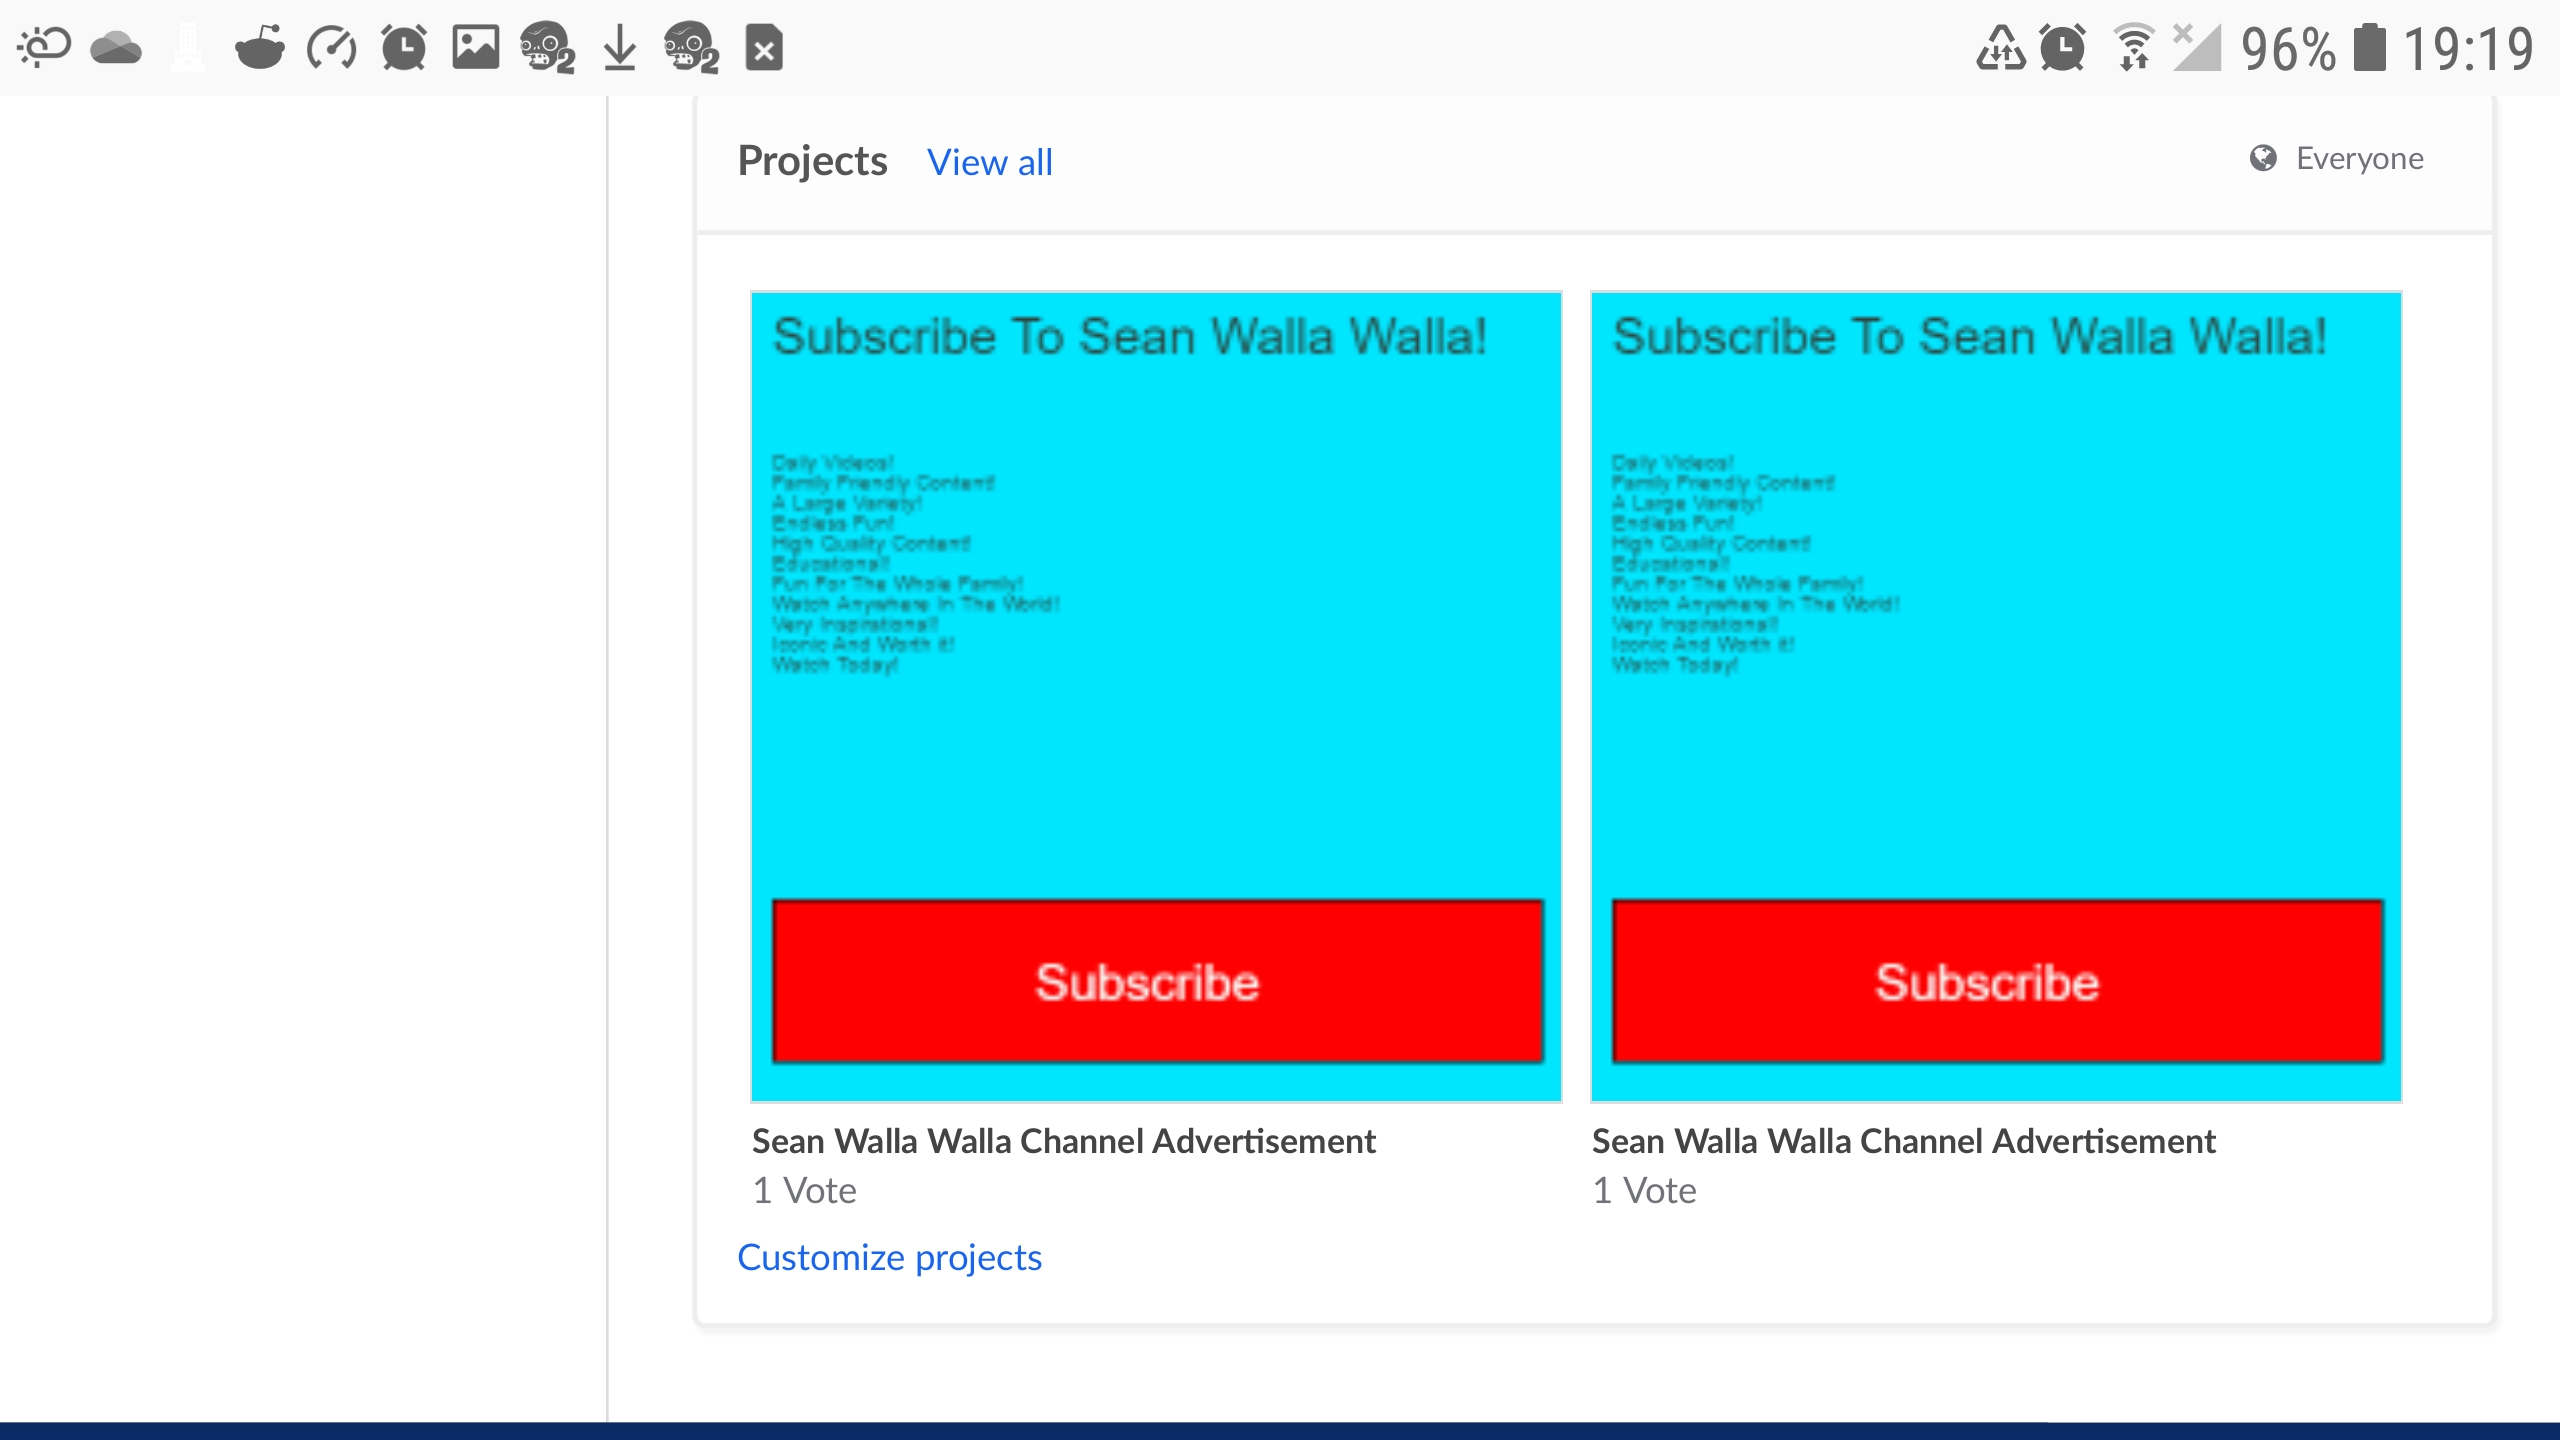 96% 19:19
Projects View all Everyone
Subscribe To Sean Walla Walla!
Daily Videos!
Family Friendly Content!
A Large Variety!
Endless Fun!
High Quality Content!
Educational!
Fun For The Whole Family!
Watch Anywhere In The World!
Very Inspirational!
Iconic And Worth it!
Watch Today!
Subscribe
Sean Walla Walla Channel Advertisement
1 Vote
Subscribe To Sean Walla Walla!
Daily Videos!
Family Friendly Content!
A Large Variety!
Endless Fun!
High Quality Content!
Educational!
Fun For The Whole Family!
Watch Anywhere In The World!
Very Inspirational!
Iconic And Worth it!
Watch Today!
Subscribe
Sean Walla Walla Channel Advertisement
1 Vote
Customize projects